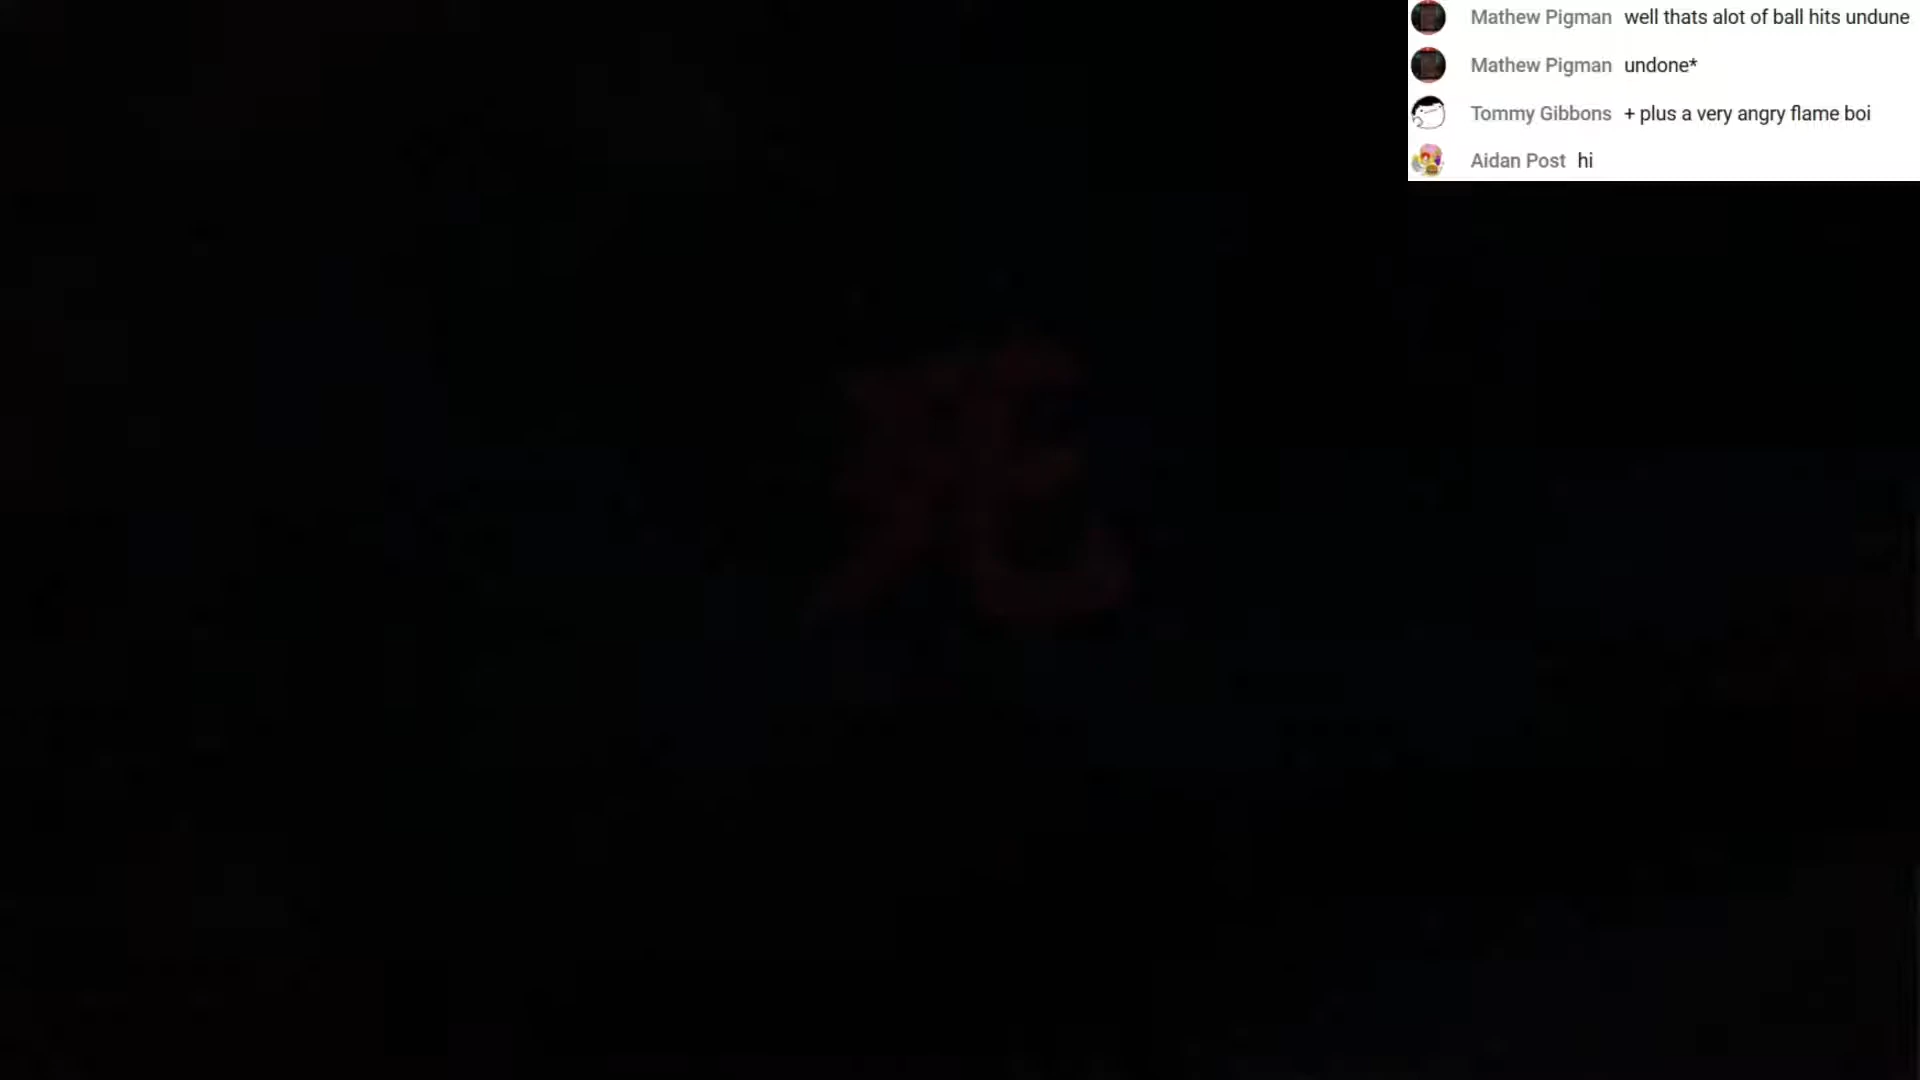 Mathew Pigman well thats alot of ball hits undune
Mathew Pigman undone*
Tommy Gibbons + plus a very angry flame boi
Aidan Post hi
死